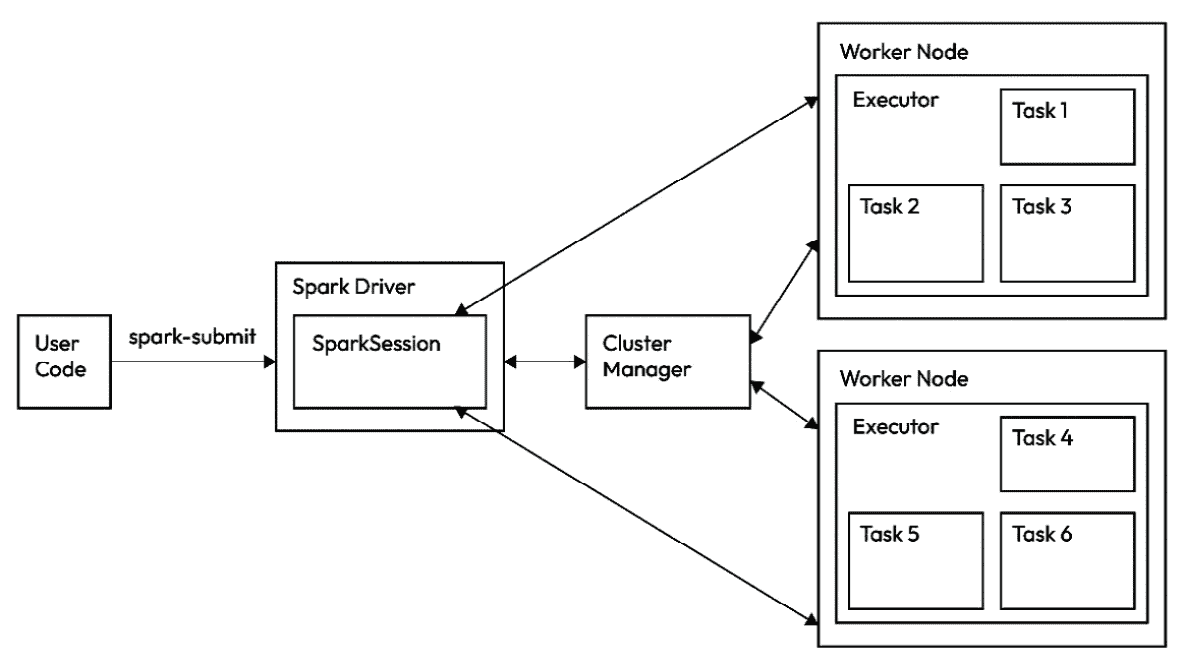 User
Code
spark-submit
Spark Driver
SparkSession
Cluster
Manager
Worker Node
Executor
Task 1
Task 2
Task 3
Worker Node
Executor
Task 4
Task 5
Task 6